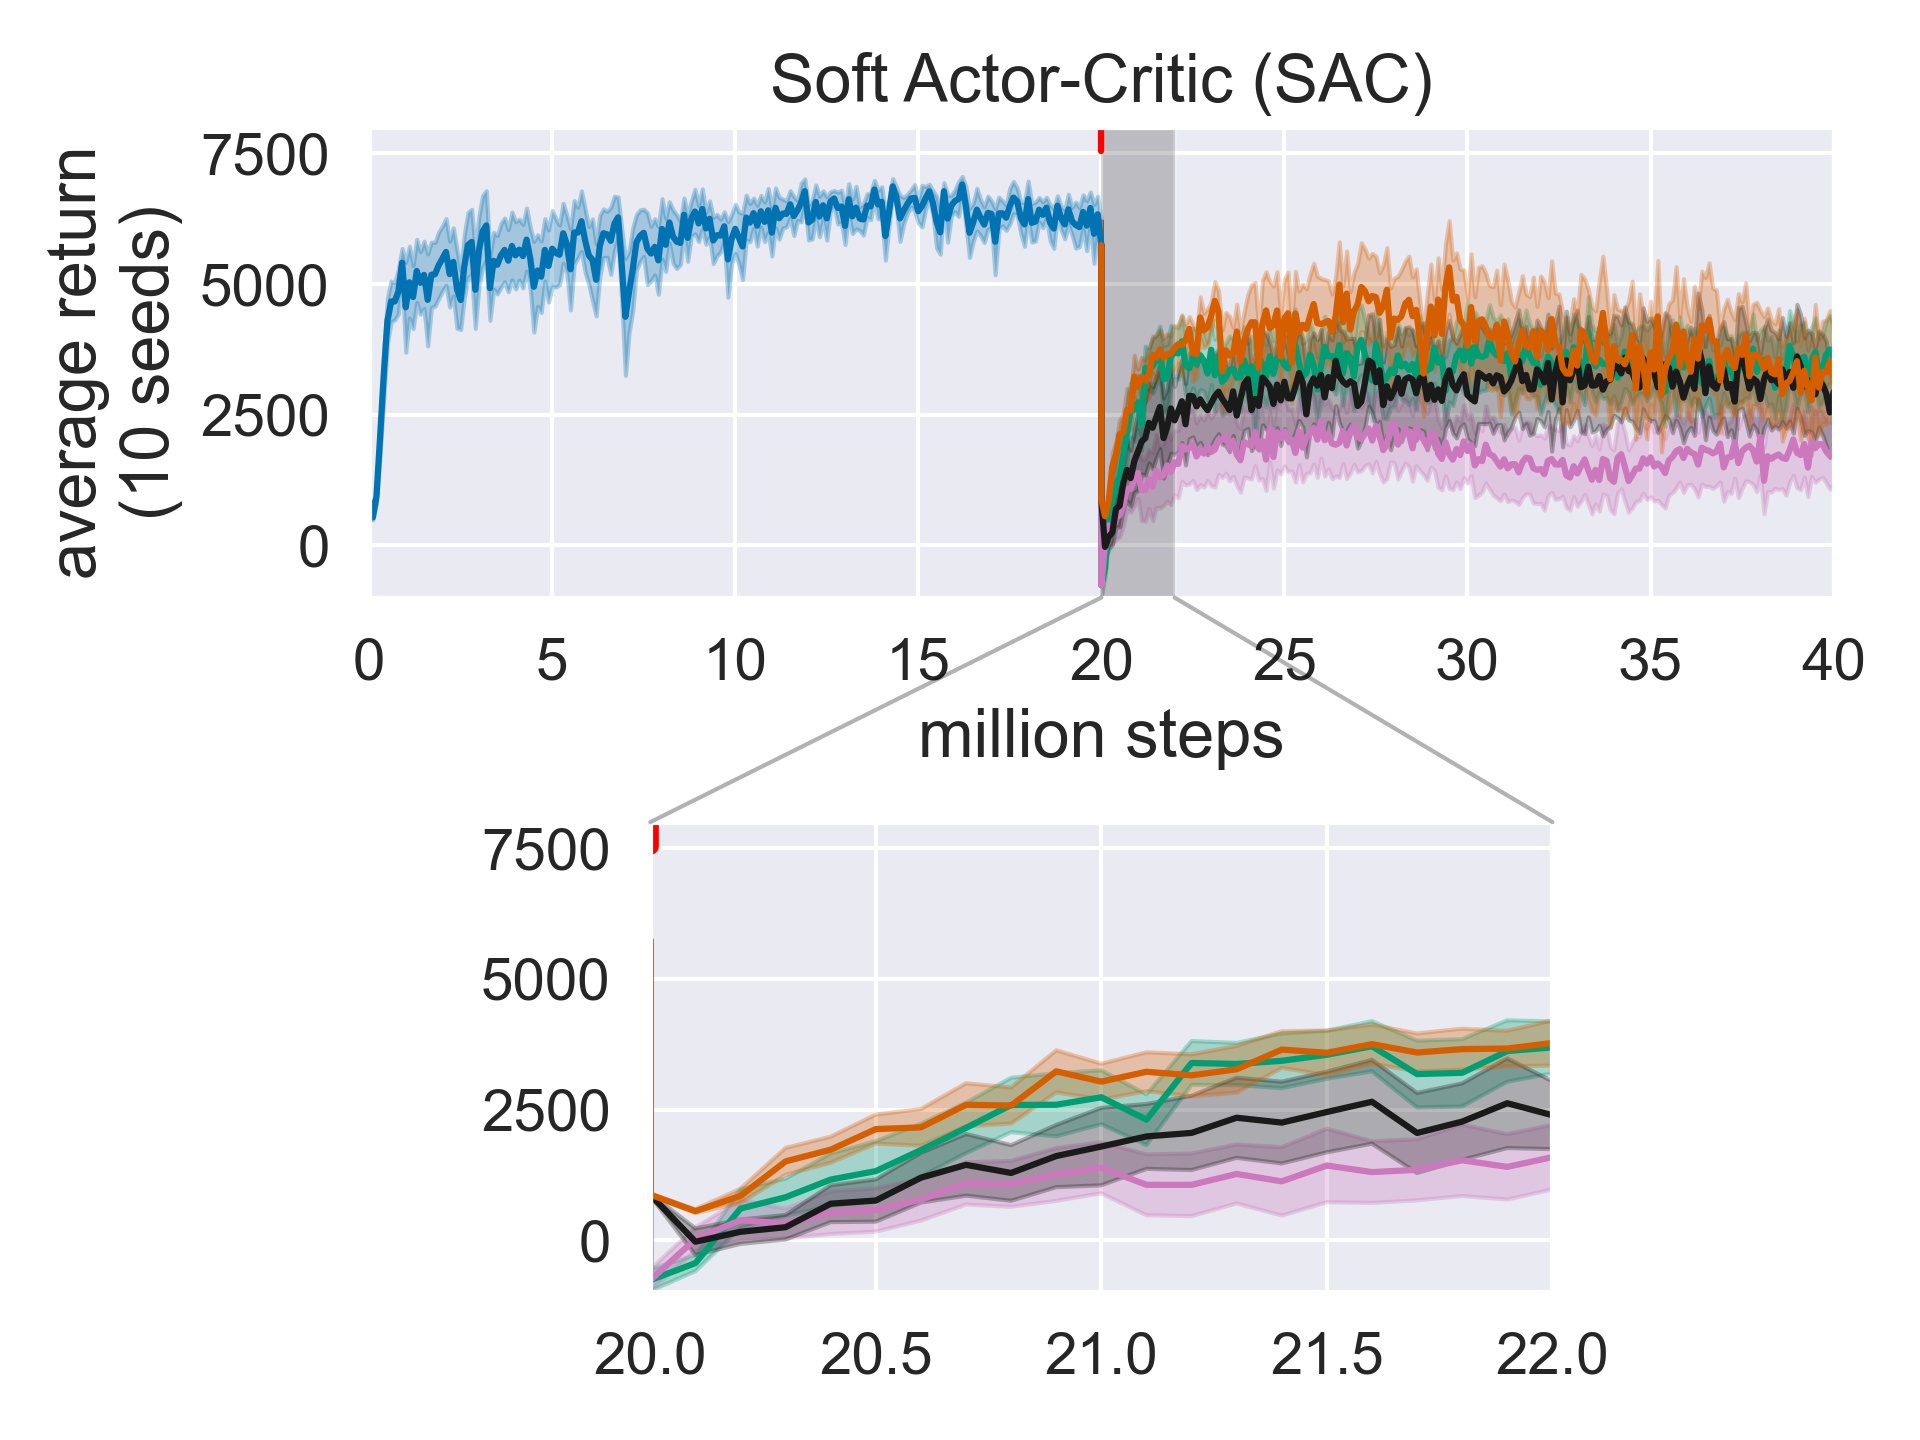 Soft Actor-Critic (SAC)
average return
(10 seeds)
7500
5000
2500
0
0 5 10 15 20 25 30 35 40
million steps
7500
5000
2500
0
20.0 20.5 21.0 21.5 22.0